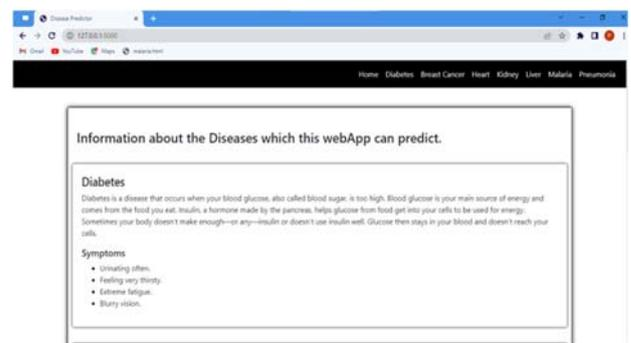 Disease Predictor
127.0.0.1:5000
Gmail YouTube Maps malaria.html
Home Diabetes Breast Cancer Heart Kidney Liver Malaria Pneumonia
Information about the Diseases which this webApp can predict.
Diabetes
Diabetes is a disease that occurs when your blood glucose, also called blood sugar, is too high. Blood glucose is your main source of energy and
comes from the food you eat. Insulin, a hormone made by the pancreas, helps glucose from food get into your cells to be used for energy.
Sometimes your body doesn't make enough—or any—insulin or doesn't use insulin well. Glucose then stays in your blood and doesn't reach your
cells.
Symptoms
Urinating often.
Feeling very thirsty.
Extreme fatigue.
Blurry vision.